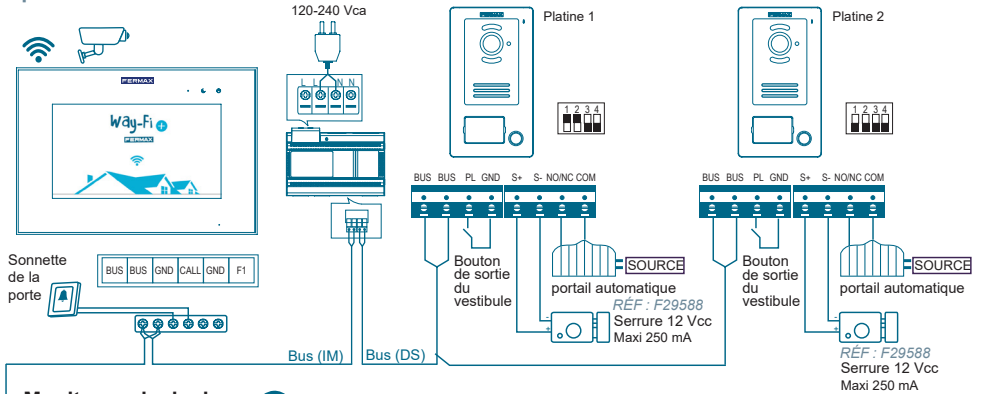 120-240 Vca
L L N N
FERMAX
Way-Fi +
FERMAX
Platine 1
FERMAX
1 2 3 4
BUS BUS PL GND S+ S- NO/NC COM
Bouton
de sortie
du
vestibule
SOURCE
portail automatique
RÉF : F29588
Serrure 12 Vcc
Maxi 250 mA
- +
Platine 2
FERMAX
1 2 3 4
BUS BUS PL GND S+ S- NO/NC COM
Bouton
de sortie
du
vestibule
SOURCE
portail automatique
- +
RÉF : F29588
Serrure 12 Vcc
Maxi 250 mA
Sonnette
de la
porte
BUS BUS GND CALL GND F1
Bus (IM)
Bus (DS)